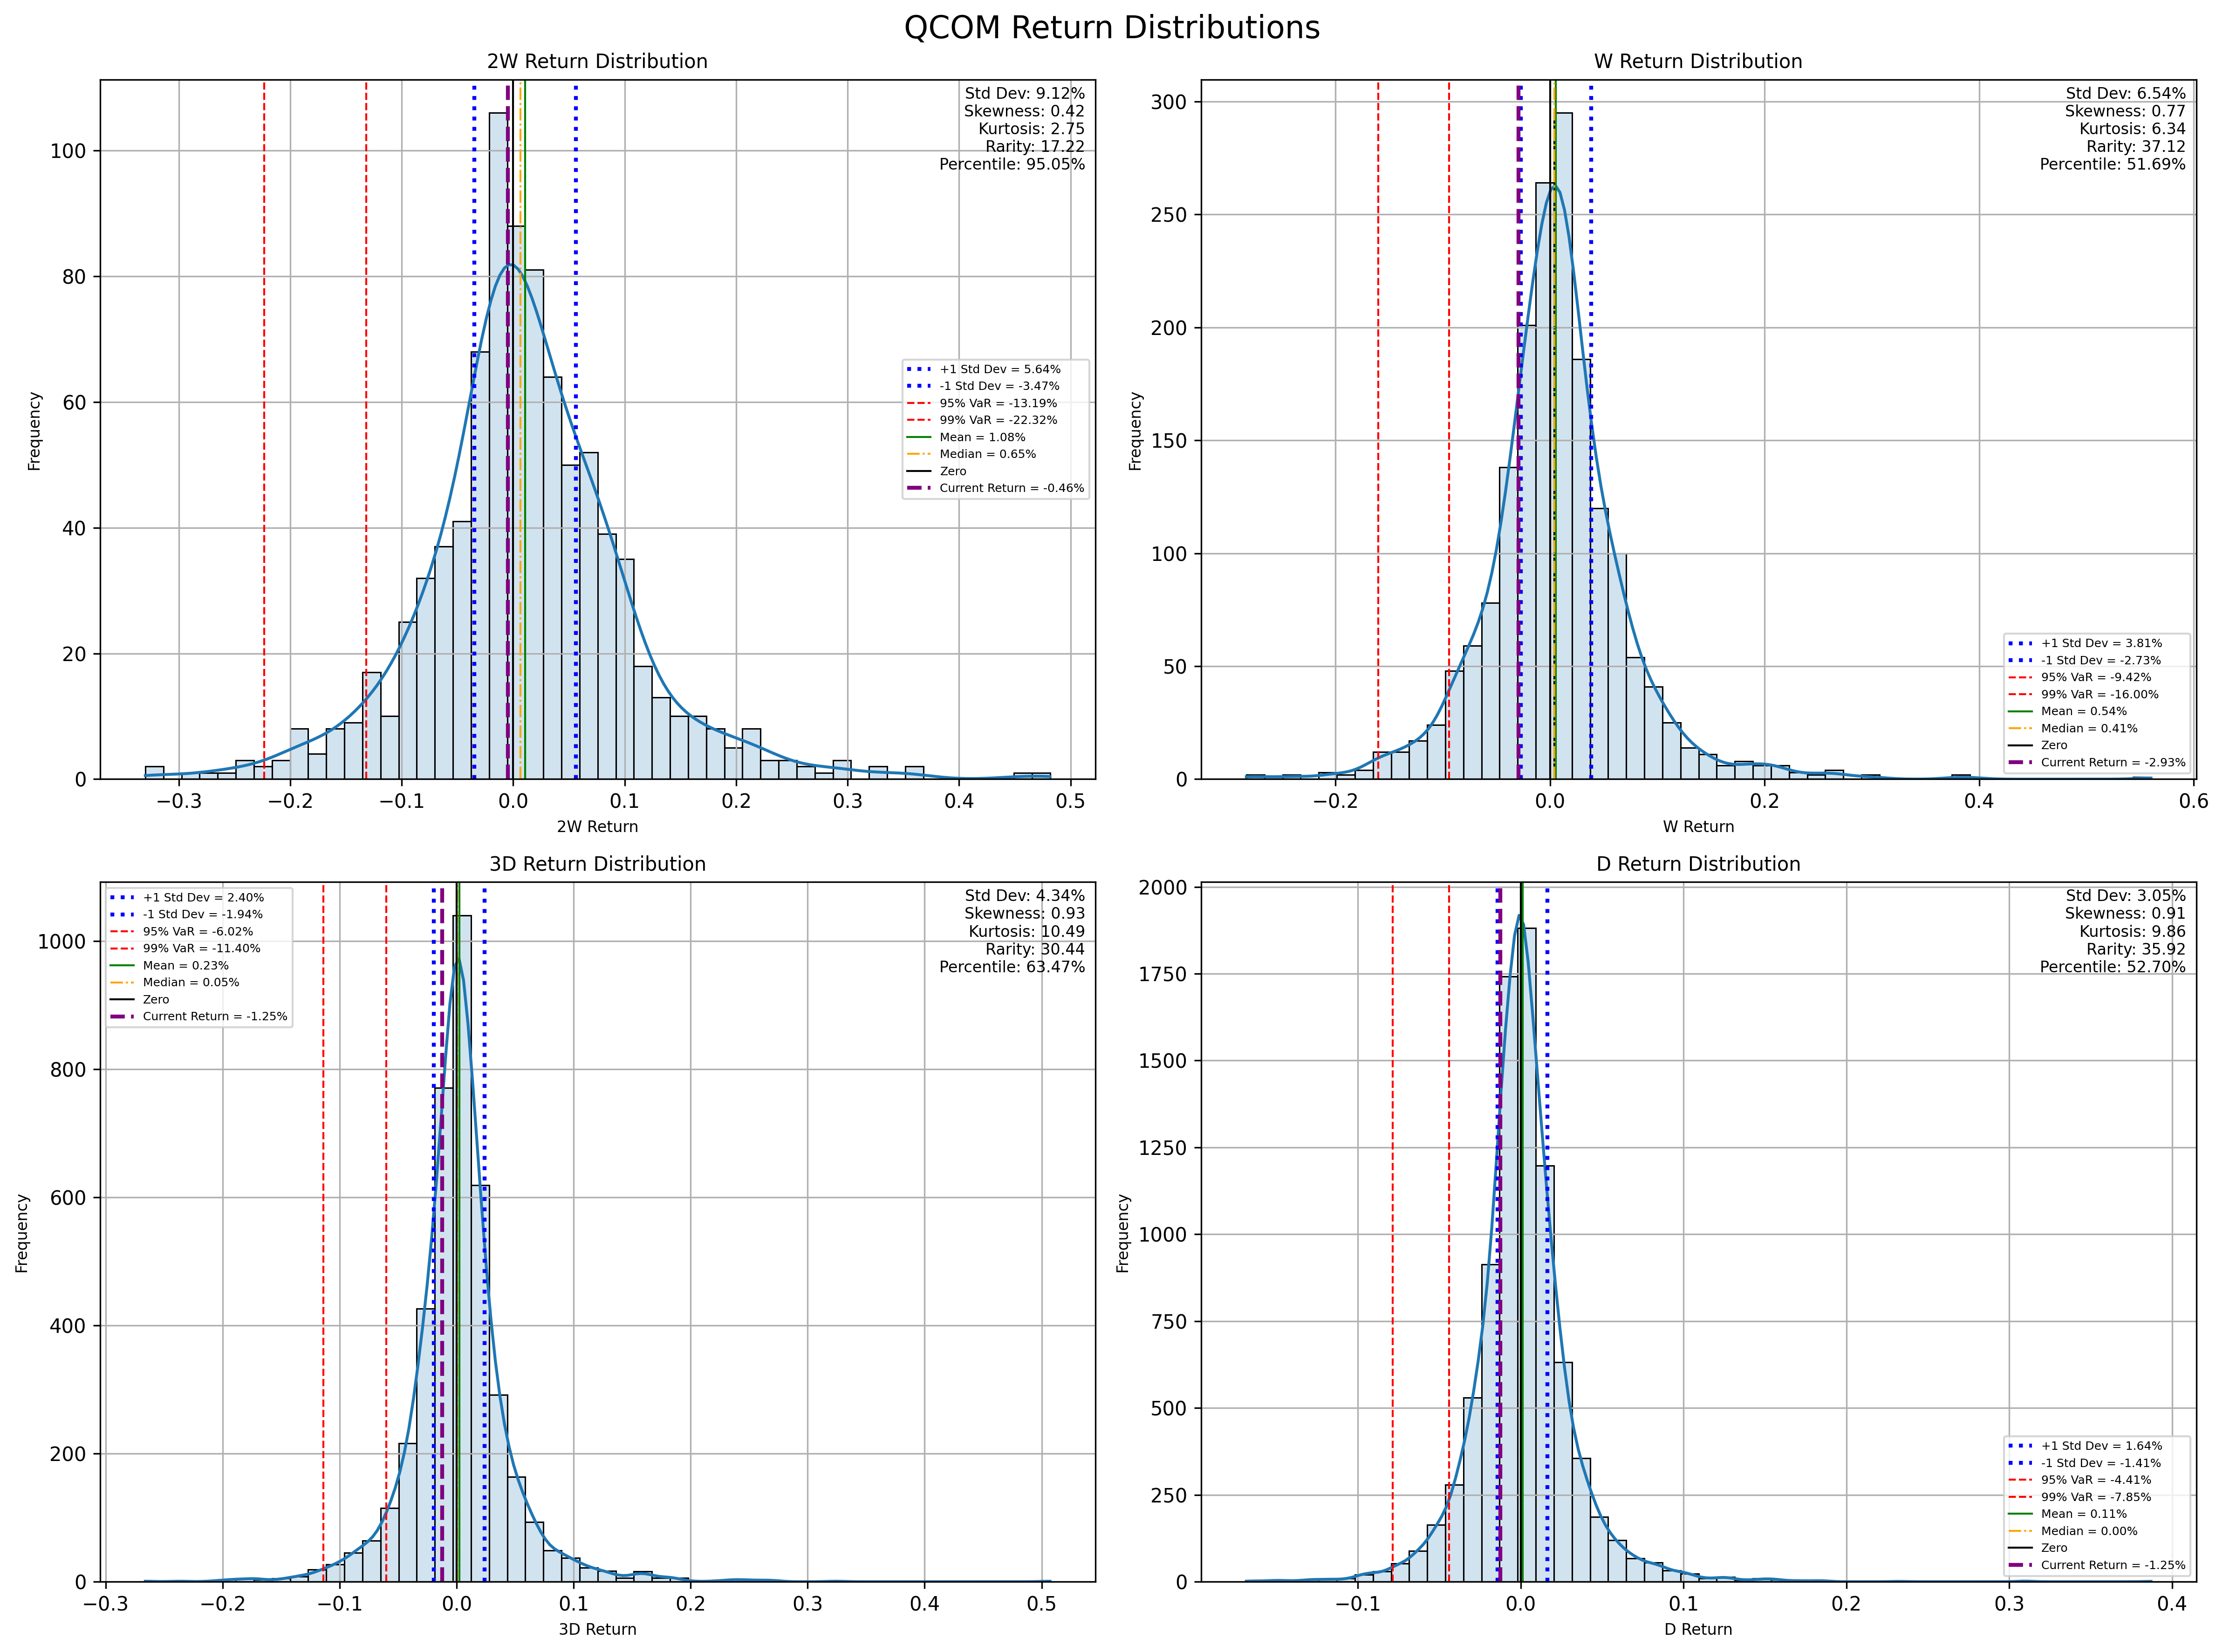 QCOM Return Distributions
2W Return Distribution
Std Dev: 9.12%
Skewness: 0.42
Kurtosis: 2.75
Rarity: 17.22
Percentile: 95.05%
+1 Std Dev = 5.64%
-1 Std Dev = -3.47%
95% VaR = -13.19%
99% VaR = -22.32%
Mean = 1.08%
Median = 0.65%
Zero
Current Return = -0.46%
Frequency
100
80
60
40
20
0
−0.3 −0.2 −0.1 0.0 0.1 0.2 0.3 0.4 0.5
2W Return
W Return Distribution
Std Dev: 6.54%
Skewness: 0.77
Kurtosis: 6.34
Rarity: 37.12
Percentile: 51.69%
+1 Std Dev = 3.81%
-1 Std Dev = -2.73%
95% VaR = -9.42%
99% VaR = -16.00%
Mean = 0.54%
Median = 0.41%
Zero
Current Return = -2.93%
Frequency
300
250
200
150
100
50
0
−0.2 0.0 0.2 0.4 0.6
W Return
3D Return Distribution
+1 Std Dev = 2.40%
-1 Std Dev = -1.94%
95% VaR = -6.02%
99% VaR = -11.40%
Mean = 0.23%
Median = 0.05%
Zero
Current Return = -1.25%
Std Dev: 4.34%
Skewness: 0.93
Kurtosis: 10.49
Rarity: 30.44
Percentile: 63.47%
Frequency
1000
800
600
400
200
0
−0.3 −0.2 −0.1 0.0 0.1 0.2 0.3 0.4 0.5
3D Return
D Return Distribution
Std Dev: 3.05%
Skewness: 0.91
Kurtosis: 9.86
Rarity: 35.92
Percentile: 52.70%
+1 Std Dev = 1.64%
-1 Std Dev = -1.41%
95% VaR = -4.41%
99% VaR = -7.85%
Mean = 0.11%
Median = 0.00%
Zero
Current Return = -1.25%
Frequency
2000
1750
1500
1250
1000
750
500
250
0
−0.1 0.0 0.1 0.2 0.3 0.4
D Return